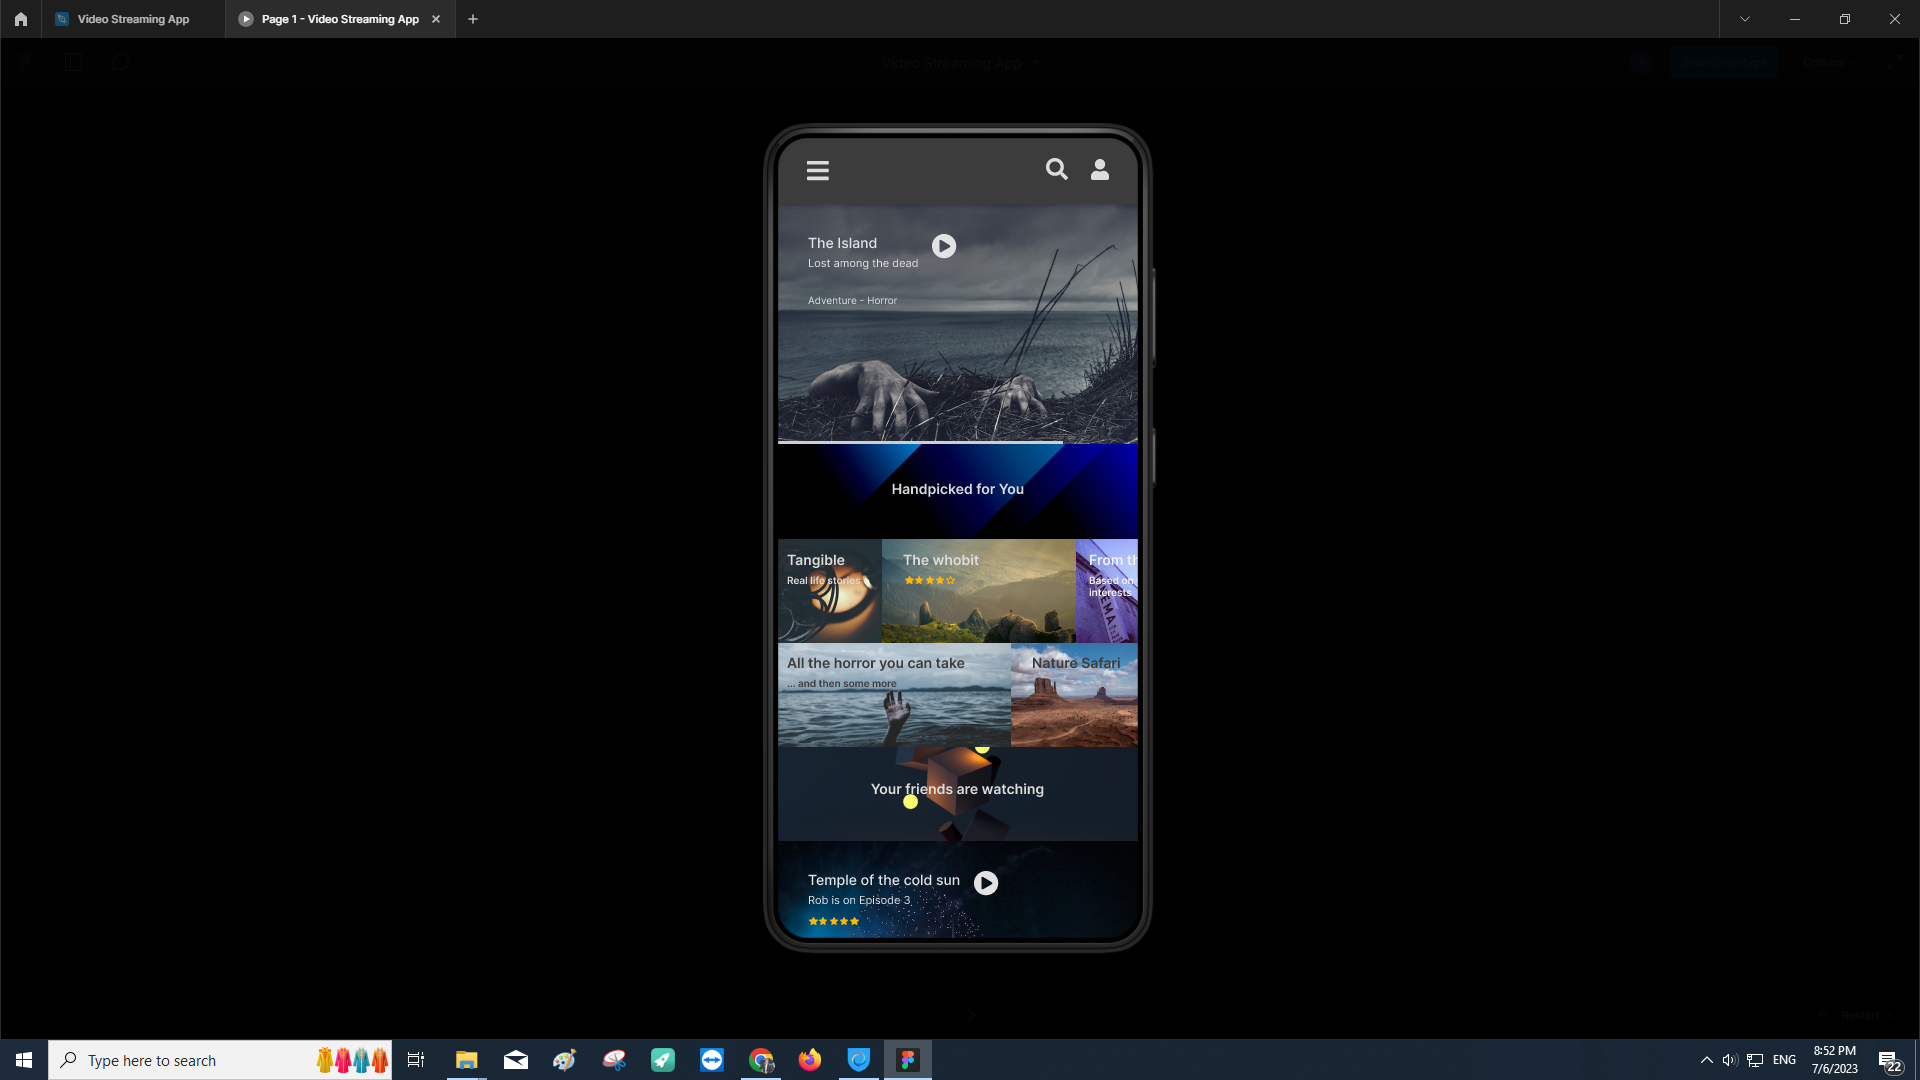 Video Streaming App
Page 1 - Video Streaming App
Video Streaming App
Options
The Island
Lost among the dead
Adventure - Horror
Handpicked for You
Tangible
Real life stories
The whobit
From th
Based on
interests
All the horror you can take
... and then some more
Nature Safari
Your friends are watching
Temple of the cold sun
Rob is on Episode 3
Restart
Type here to search
ENG
8:52 PM
7/6/2023
22